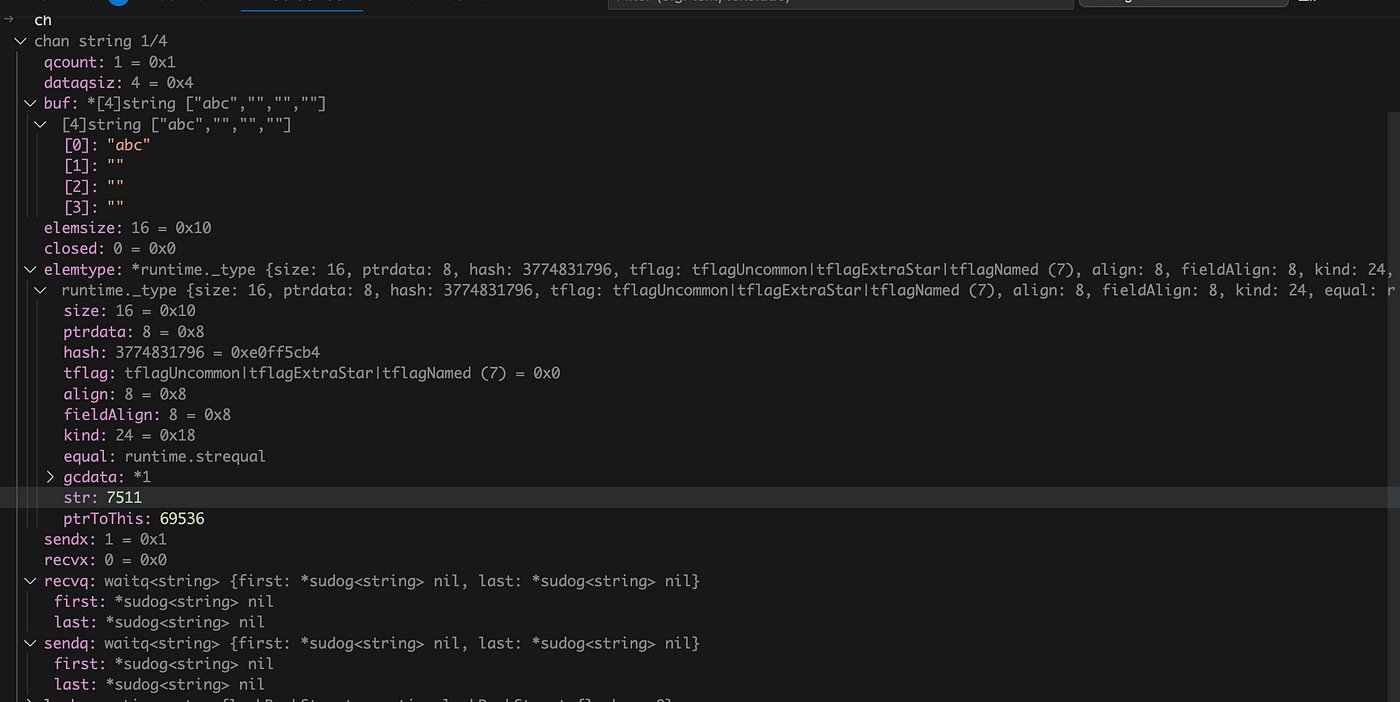 ch
chan string 1/4
qcount: 1 = 0x1
dataqsiz: 4 = 0x4
buf: *[4]string ["abc","","",""]
[4]string ["abc","","",""]
[0]: "abc"
[1]: ""
[2]: ""
[3]: ""
elemsize: 16 = 0x10
closed: 0 = 0x0
elemtype: *runtime._type {size: 16, ptrdata: 8, hash: 3774831796, tflag: tflagUncommon|tflagExtraStar|tflagNamed (7), align: 8, fieldAlign: 8, kind: 24,
runtime._type {size: 16, ptrdata: 8, hash: 3774831796, tflag: tflagUncommon|tflagExtraStar|tflagNamed (7), align: 8, fieldAlign: 8, kind: 24, equal: r
size: 16 = 0x10
ptrdata: 8 = 0x8
hash: 3774831796 = 0xe0ff5cb4
tflag: tflagUncommon|tflagExtraStar|tflagNamed (7) = 0x0
align: 8 = 0x8
fieldAlign: 8 = 0x8
kind: 24 = 0x18
equal: runtime.strequal
gcdata: *1
str: 7511
ptrToThis: 69536
sendx: 1 = 0x1
recvx: 0 = 0x0
recvq: waitq<string> {first: *sudog<string> nil, last: *sudog<string> nil}
first: *sudog<string> nil
last: *sudog<string> nil
sendq: waitq<string> {first: *sudog<string> nil, last: *sudog<string> nil}
first: *sudog<string> nil
last: *sudog<string> nil